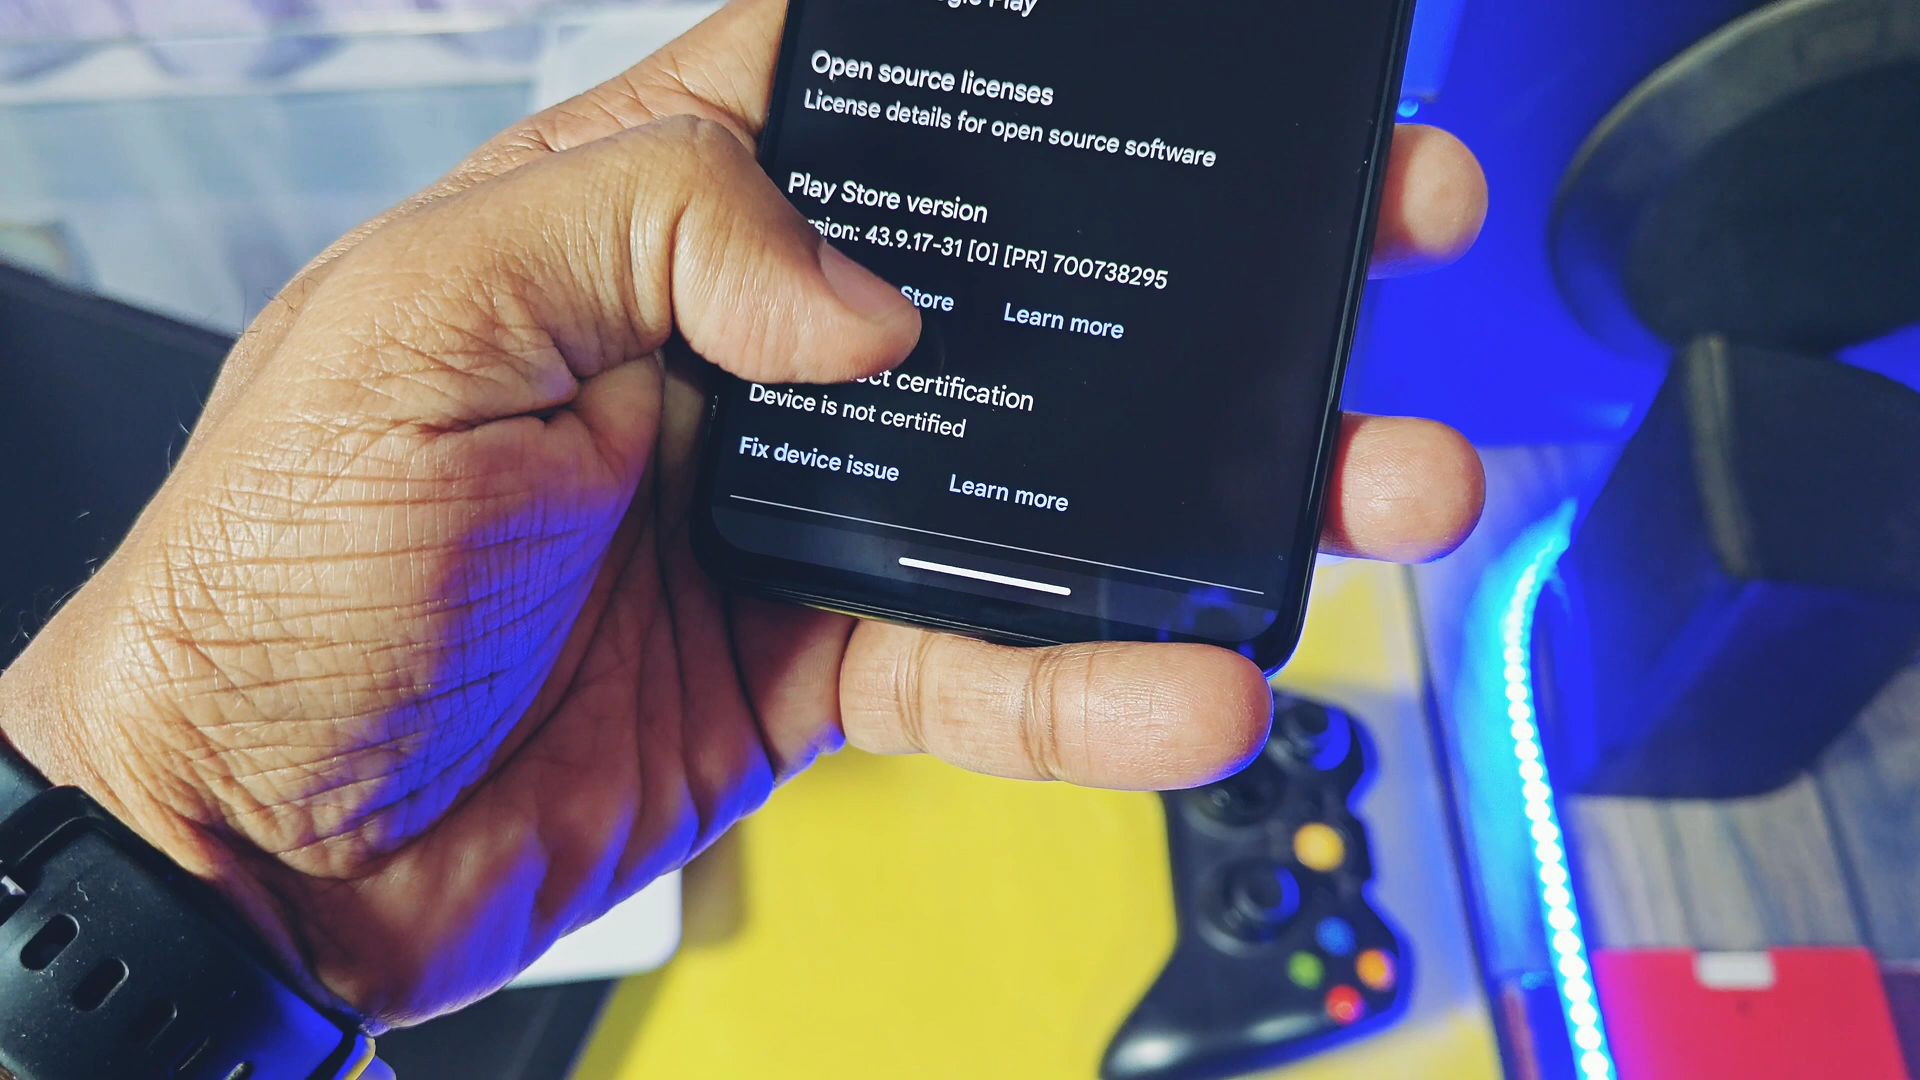 Play
Open source licenses
License details for open source software
Play Store version
43.9.17-31 [0] [PR] 700738295
Store Learn more
certification
Device is not certified
Fix device issue Learn more